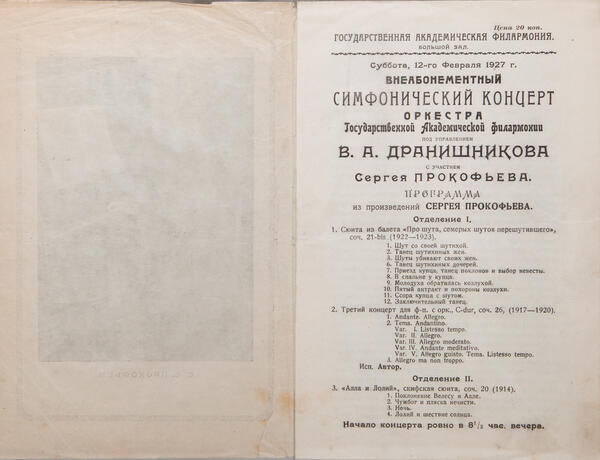 Цена 20 коп.
ГОСУДАРСТВЕННАЯ АКАДЕМИЧЕСКАЯ ФИЛАРМОНИЯ.
БОЛЬШОЙ ЗАЛ.
Суббота, 12-го Февраля 1927 г.
ВНЕАБОНЕМЕНТНЫЙ
СИМФОНИЧЕСКИЙ КОНЦЕРТ
ОРКЕСТРА
Государственной Академической филармонии
ПОД УПРАВЛЕНИЕМ
В. А. ДРАНИШНИКОВА
С УЧАСТИЕМ
Сергея ПРОКОФЬЕВА.
ПРОГРАММА
из произведений СЕРГЕЯ ПРОКОФЬЕВА.
Отделение I,
1. Сюита из балета «Про шута, семерых шутов перешутившего»,
соч. 21-bis (1922—1923).
1. Шут со своей шутихой.
2. Танец шутихиных жен.
3. Шуты убивают своих жен.
6. Танец шутихиных дочерей.
7. Приезд купца, танец поклонов и выбор невесты.
8. В спальне у купца.
9. Молодуха обратилась козлухой.
10. Пятый антракт и похороны козлухи.
11. Ссора купца с шутом.
12. Заключительный танец.
2. Третий концерт для ф-п. с орк., C-dur, соч. 26, (1917—1920).
1. Andante. Allegro.
2. Тема. Andantino.
Var. I. Listesso tempo.
Var. II. Allegro.
Var. III. Allegro moderato.
Var. IV. Andante meditativo.
Var. V. Allegro guisto. Тема. Listesso tempo.
3. Allegro ma non troppo.
Исп. Автор.
Отделение II.
3. «Алла и Лолий», скифская сюита, соч. 20 (1914).
1. Поклонение Велесу и Алле.
2. Чужбог и пляска нечисти.
3. Ночь.
4. Лолий и шествие солнца.
Начало концерта ровно в 8½ час. вечера.